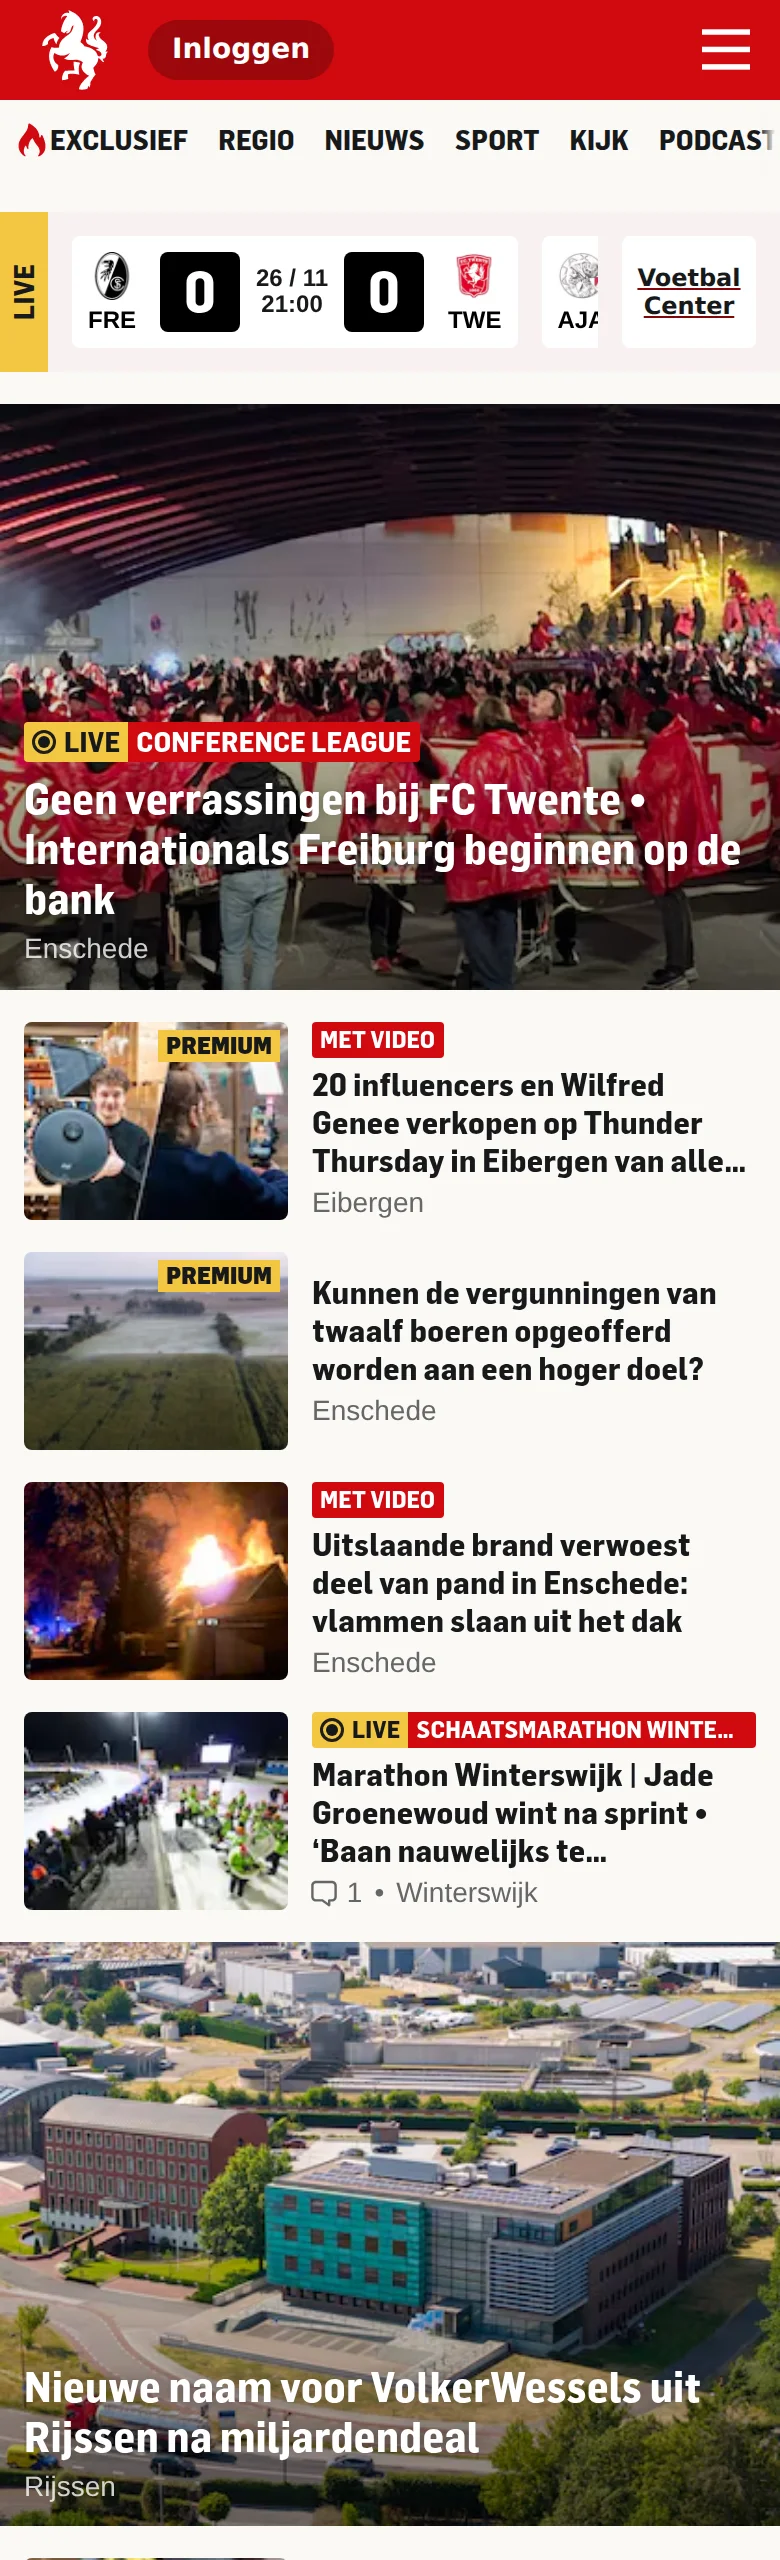 Inloggen
EXCLUSIEF REGIO NIEUWS SPORT KIJK PODCAST
LIVE
FRE
0
26 / 11
21:00
0
TWE
AJA
Voetbal
Center
LIVE CONFERENCE LEAGUE
Geen verrassingen bij FC Twente •
Internationals Freiburg beginnen op de
bank
Enschede
PREMIUM
MET VIDEO
20 influencers en Wilfred
Genee verkopen op Thunder
Thursday in Eibergen van alle...
Eibergen
PREMIUM
Kunnen de vergunningen van
twaalf boeren opgeofferd
worden aan een hoger doel?
Enschede
MET VIDEO
Uitslaande brand verwoest
deel van pand in Enschede:
vlammen slaan uit het dak
Enschede
LIVE SCHAATSMARATHON WINTE...
Marathon Winterswijk | Jade
Groenewoud wint na sprint •
‘Baan nauwelijks te...
1 • Winterswijk
Nieuwe naam voor VolkerWessels uit
Rijssen na miljardendeal
Rijssen